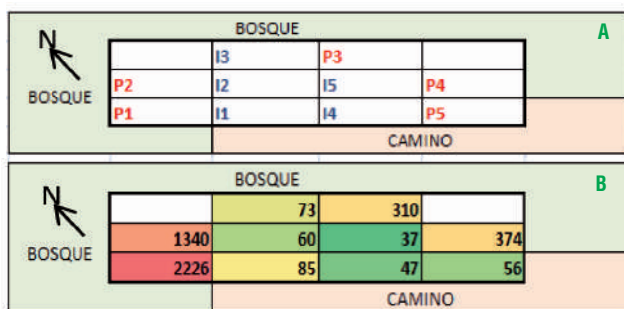 BOSQUE A
N
I3 P3
BOSQUE P2 I2 I5 P4
P1 I1 I4 P5
CAMINO
BOSQUE B
N
73 310
BOSQUE 1340 60 37 374
2226 85 47 56
CAMINO